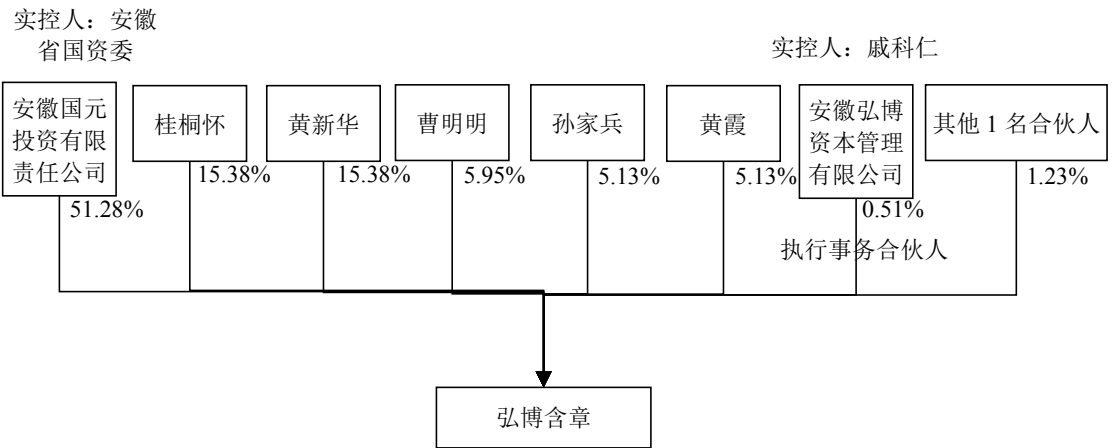 实控人：安徽
省国资委
实控人：戚科仁
安徽国元
投资有限
责任公司
桂桐怀
黄新华
曹明明
孙家兵
黄霞
安徽弘博
资本管理
有限公司
其他 1 名合伙人
51.28%
15.38%
15.38%
5.95%
5.13%
5.13%
0.51%
1.23%
执行事务合伙人
弘博含章